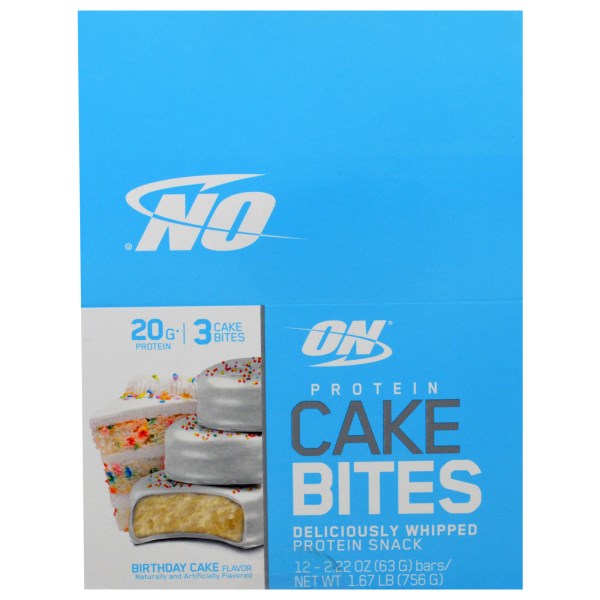 ON®
20G* | 3 CAKE BITES
PROTEIN
ON®
PROTEIN
CAKE
BITES
DELICIOUSLY WHIPPED
PROTEIN SNACK
12 – 2.22 OZ (63 G) bars/
NET WT 1.67 LB (756 G)
BIRTHDAY CAKE FLAVOR
Naturally and Artificially Flavored